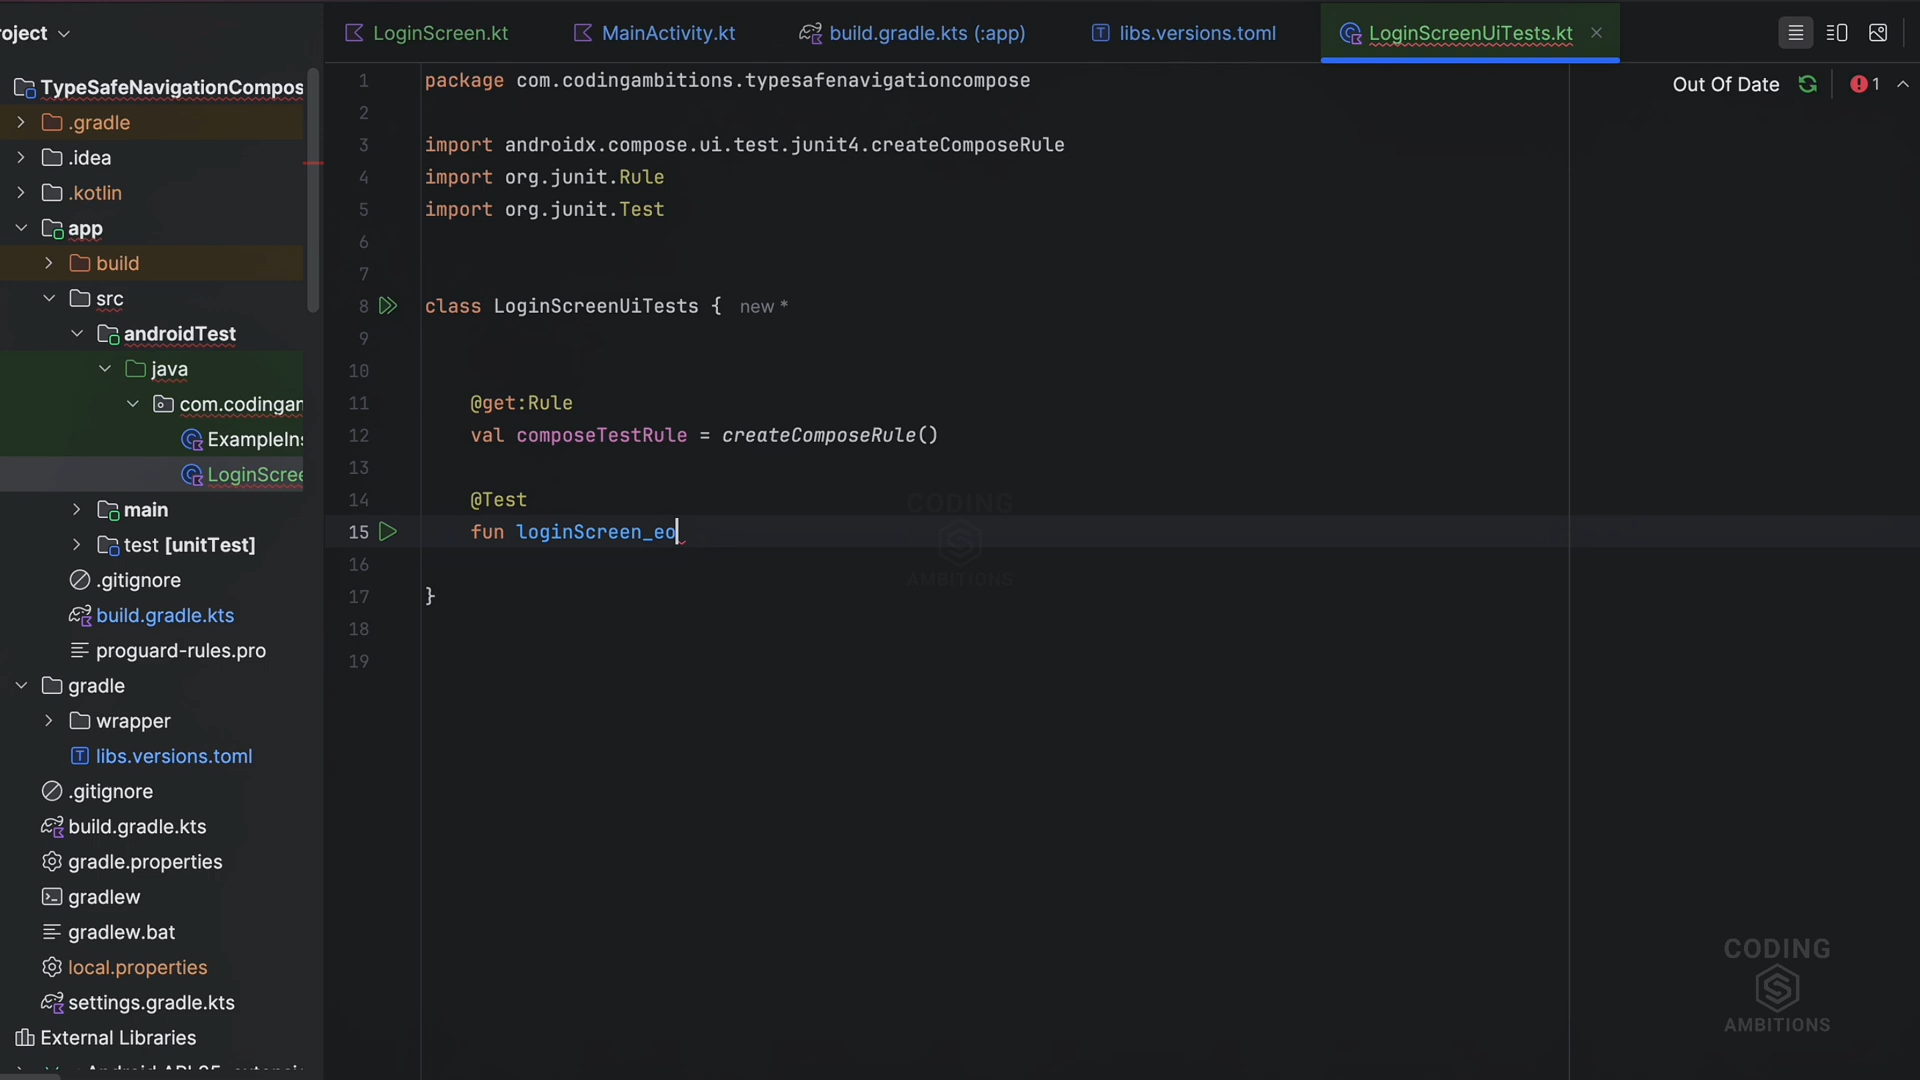 roject
LoginScreen.kt
MainActivity.kt
build.gradle.kts (:app)
libs.versions.toml
LoginScreenUiTests.kt
TypeSafeNavigationCompos
.gradle
.idea
.kotlin
app
build
src
androidTest
java
com.codingam
ExampleIns
LoginScree
main
test [unitTest]
.gitignore
build.gradle.kts
proguard-rules.pro
gradle
wrapper
libs.versions.toml
.gitignore
build.gradle.kts
gradle.properties
gradlew
gradlew.bat
local.properties
settings.gradle.kts
External Libraries
Out Of Date
1
1 package com.codingambitions.typesafenavigationcompose
2
3 import androidx.compose.ui.test.junit4.createComposeRule
4 import org.junit.Rule
5 import org.junit.Test
6
7
8 class LoginScreenUiTests { new *
9
10
11 @get:Rule
12 val composeTestRule = createComposeRule()
13
14 @Test
15 fun loginScreen_eo
16
17 }
18
19
CODING
AMBITIONS
CODING
AMBITIONS